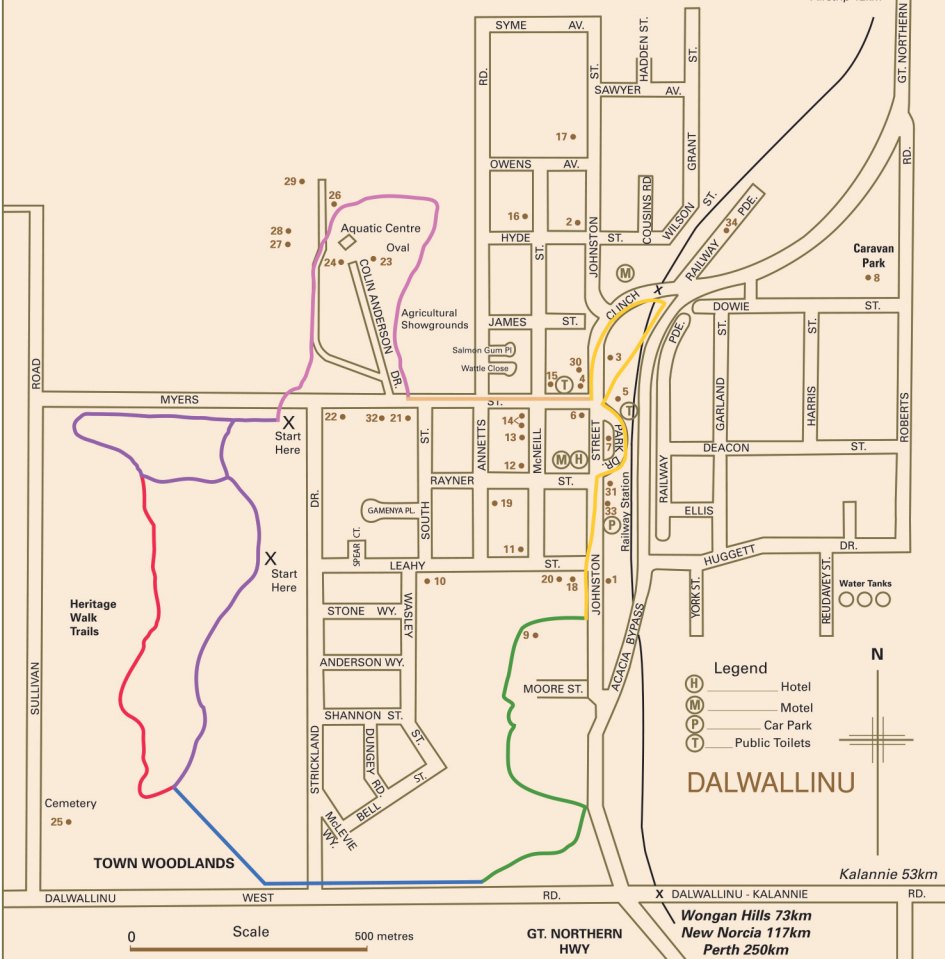 GT. NORTHERN
SYME AV.
HADDEN ST.
ST.
RD.
ST.
SAWYER AV.
17
GRANT
OWENS AV.
RD.
29
26
COUSINS RD
ST.
PDE.
16
2
34
28
Aquatic Centre
JOHNSTON
WILSON
27
Oval
HYDE ST.
ST.
RAILWAY
Caravan
Park
24
23
M
8
COLIN ANDERSON
CLINCH
X
DOWIE ST.
Agricultural
Showgrounds
JAMES ST.
PDE.
ST.
ST.
Salmon Gum Pl
3
Wattle Close
30
ROAD
DR.
15
T
4
5
GARLAND
HARRIS
ROBERTS
MYERS ST.
T
22
32
21
14
6
X
Start
Here
ST.
ANNETTS
13
McNEILL
STREET
PARK
DR.
7
DEACON ST.
12
M
H
RAYNER ST.
RAILWAY
DR.
31
19
33
GAMENYA PL.
SOUTH
P
Railway Station
ELLIS
SPEAR CT.
11
HUGGETT DR.
X
Start
Here
LEAHY ST.
10
20
18
JOHNSTON
1
YORK ST.
REUDAVEY ST.
Water Tanks
Heritage
Walk
Trails
STONE WY.
WASLEY
9
ACACIA BYPASS
N
ANDERSON WY.
Legend
SULLIVAN
MOORE ST.
H Hotel
M Motel
SHANNON ST.
P Car Park
T Public Toilets
STRICKLAND
DUNGEY RD.
ST.
DALWALLINU
ST.
BELL
Cemetery
25
McLEVIE
WY.
TOWN WOODLANDS
Kalannie 53km
DALWALLINU WEST RD.
X DALWALLINU - KALANNIE RD.
Wongan Hills 73km
New Norcia 117km
Perth 250km
Scale
0 500 metres
GT. NORTHERN
HWY